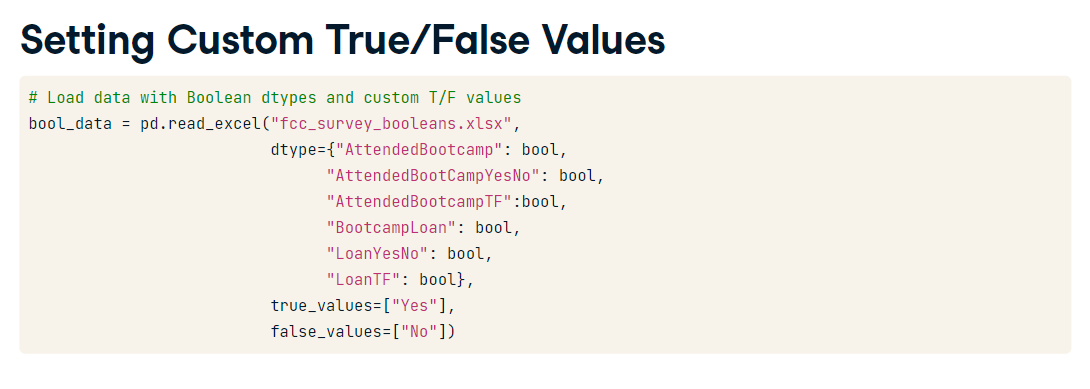 Setting Custom True/False Values
# Load data with Boolean dtypes and custom T/F values
bool_data = pd.read_excel("fcc_survey_booleans.xlsx",
                          dtype={"AttendedBootcamp": bool,
                                "AttendedBootCampYesNo": bool,
                                "AttendedBootcampTF":bool,
                                "BootcampLoan": bool,
                                "LoanYesNo": bool,
                                "LoanTF": bool},
                          true_values=["Yes"],
                          false_values=["No"])